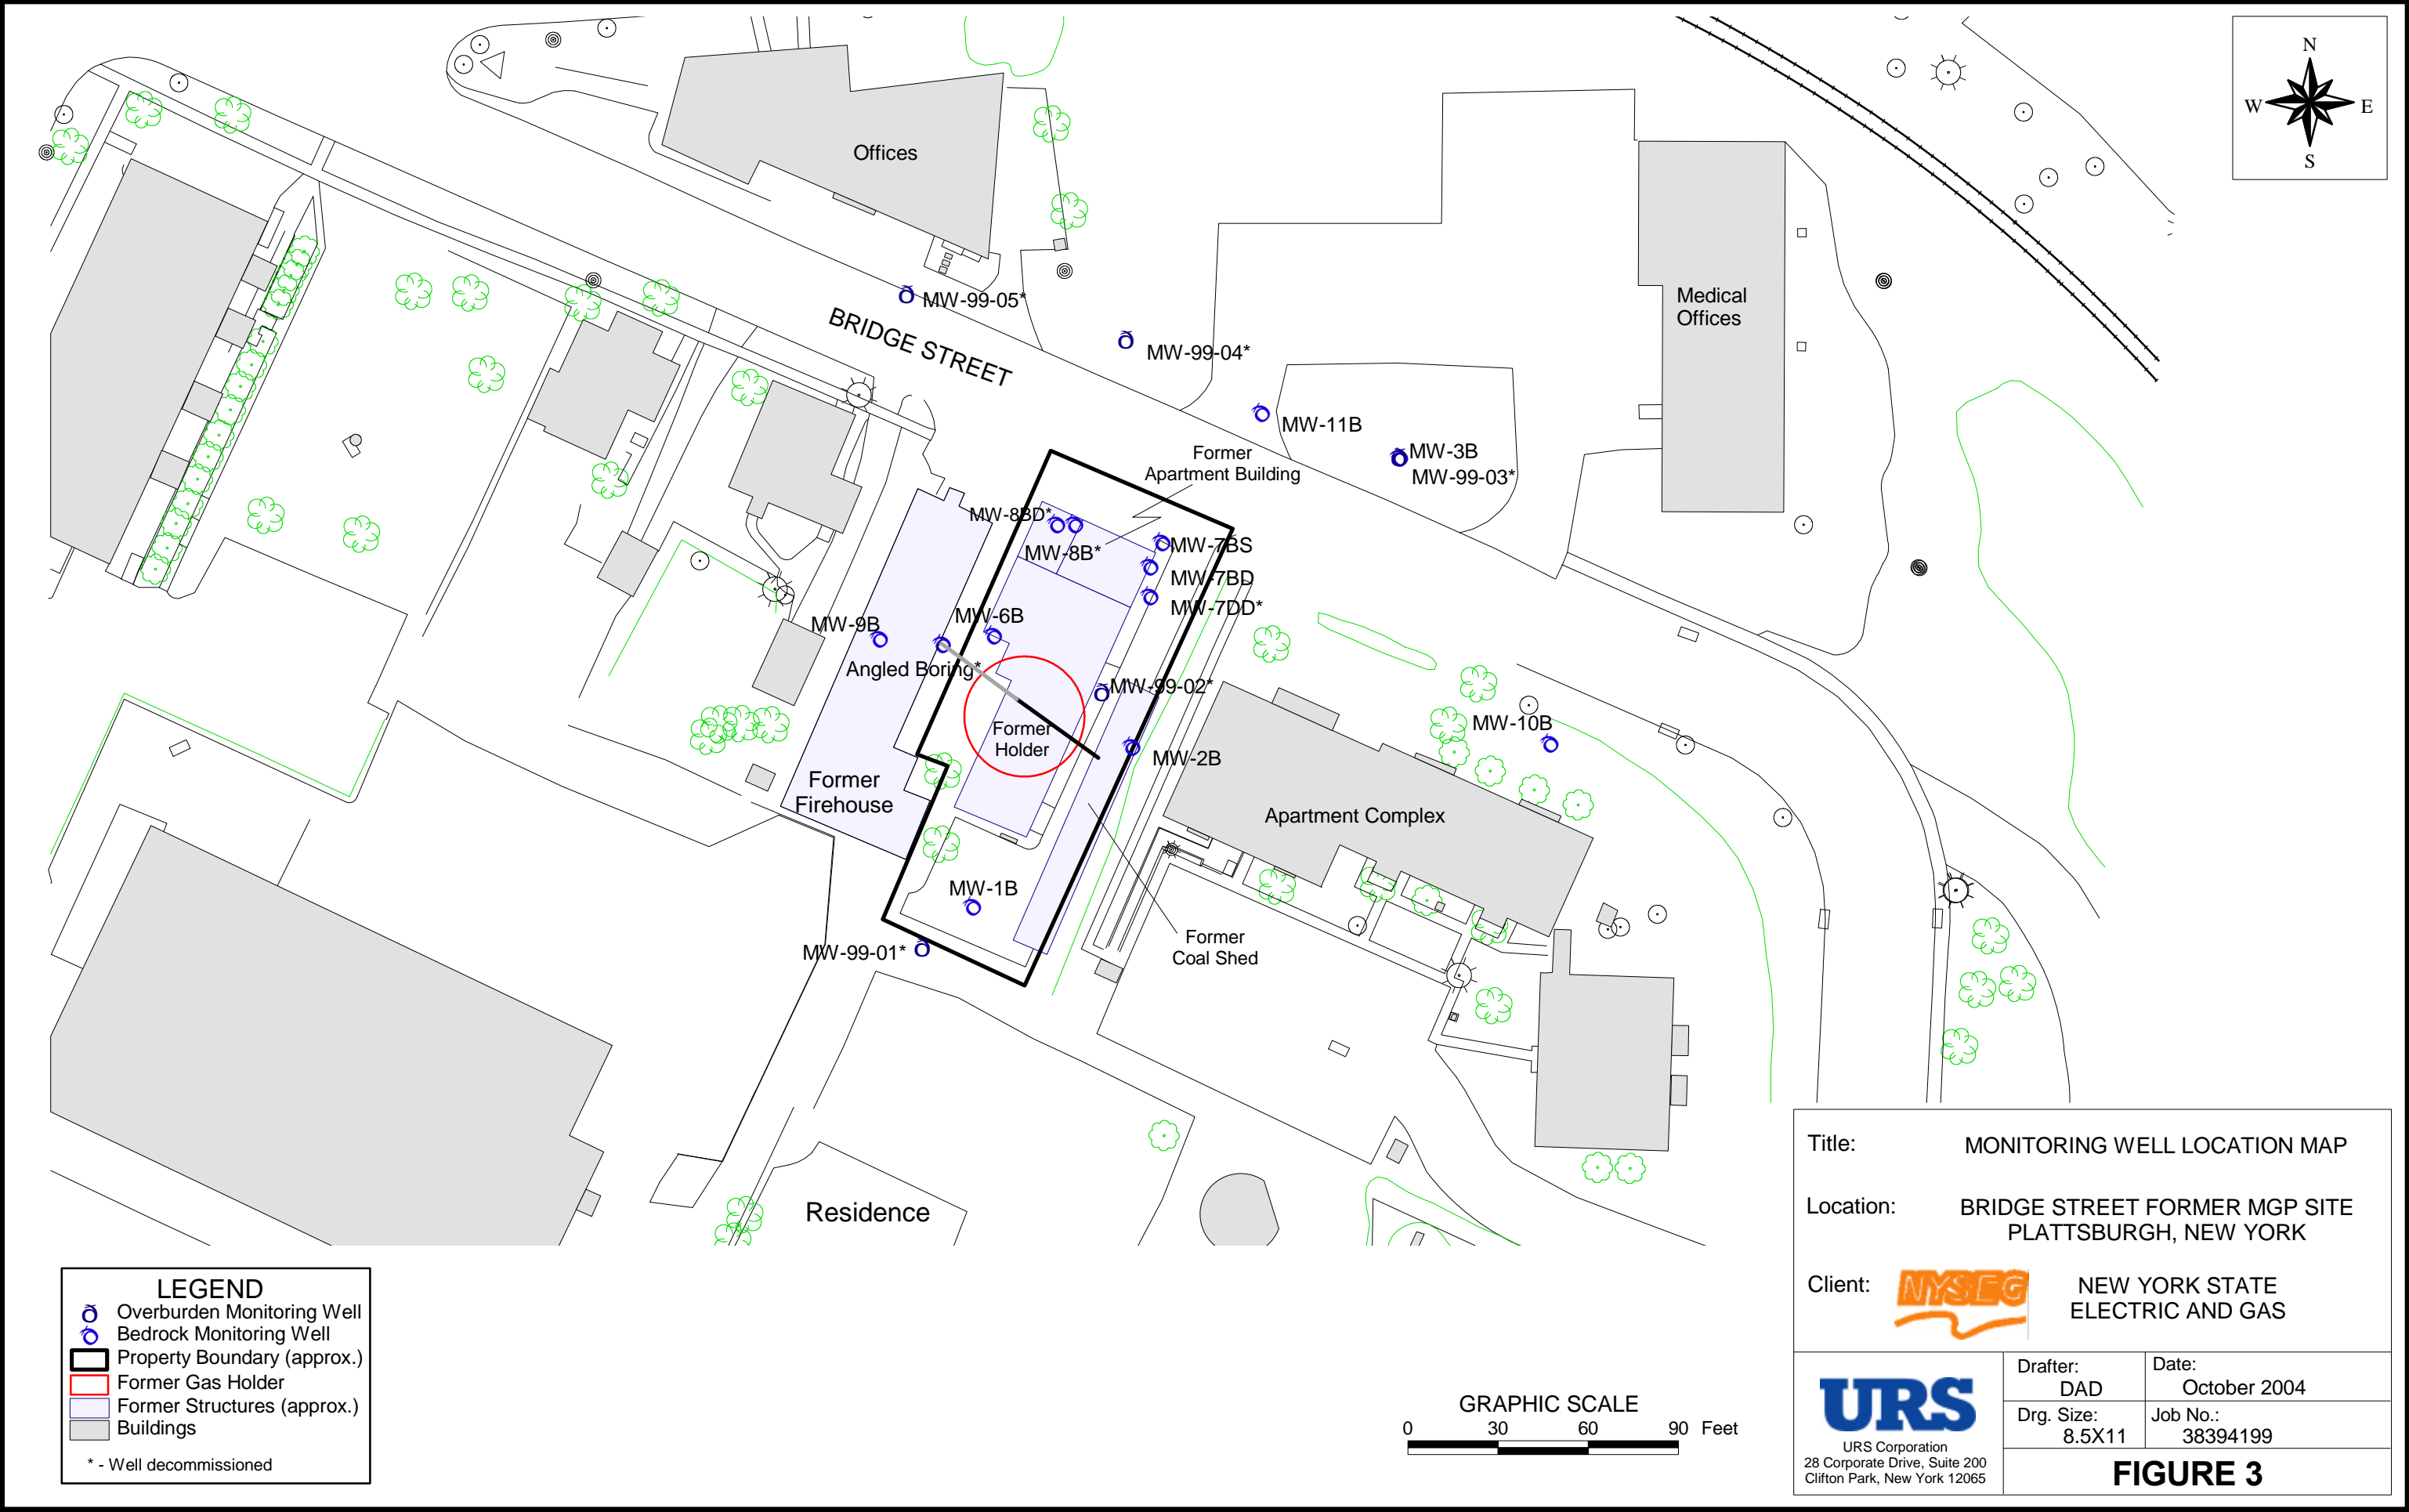 N
W E
S
Offices
Medical
Offices
MW-99-05*
BRIDGE STREET
MW-99-04*
MW-11B
MW-3B
MW-99-03*
Former
Apartment Building
MW-8BD*
MW-8B*
MW-7BS
MW-7BD
MW-7DD*
MW-6B
MW-9B
Angled Boring*
MW-99-02*
MW-10B
Former
Holder
MW-2B
Former
Firehouse
Apartment Complex
MW-1B
Former
Coal Shed
MW-99-01*
Residence
LEGEND
Overburden Monitoring Well
Bedrock Monitoring Well
Property Boundary (approx.)
Former Gas Holder
Former Structures (approx.)
Buildings
* - Well decommissioned
GRAPHIC SCALE
0 30 60 90 Feet
Title: MONITORING WELL LOCATION MAP
Location: BRIDGE STREET FORMER MGP SITE
PLATTSBURGH, NEW YORK
Client: NYSEG NEW YORK STATE
ELECTRIC AND GAS
URS
URS Corporation
28 Corporate Drive, Suite 200
Clifton Park, New York 12065
Drafter:
DAD
Date:
October 2004
Drg. Size:
8.5X11
Job No.:
38394199
FIGURE 3